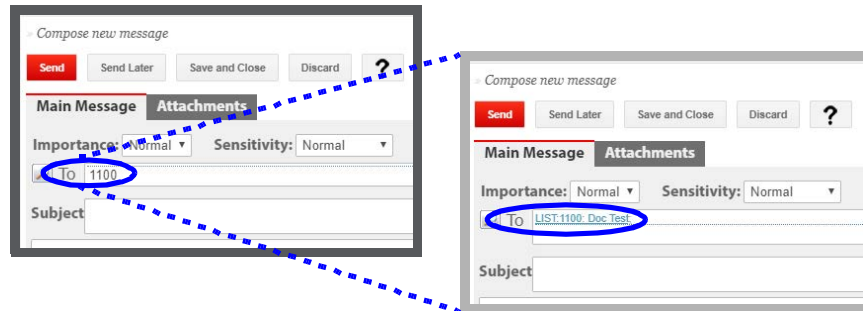 Compose new message
Send Send Later Save and Close Discard ?
Main Message Attachments
Importance: Normal Sensitivity: Normal
To 1100
Subject
Compose new message
Send Send Later Save and Close Discard ?
Main Message Attachments
Importance: Normal Sensitivity: Normal
To LIST:1100: Doc Test;
Subject